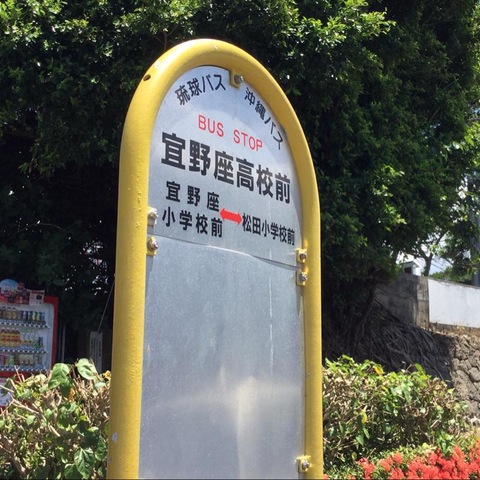 琉球バス 沖縄バス
BUS STOP
宜野座高校前
宜野座
小学校前
松田小学校前